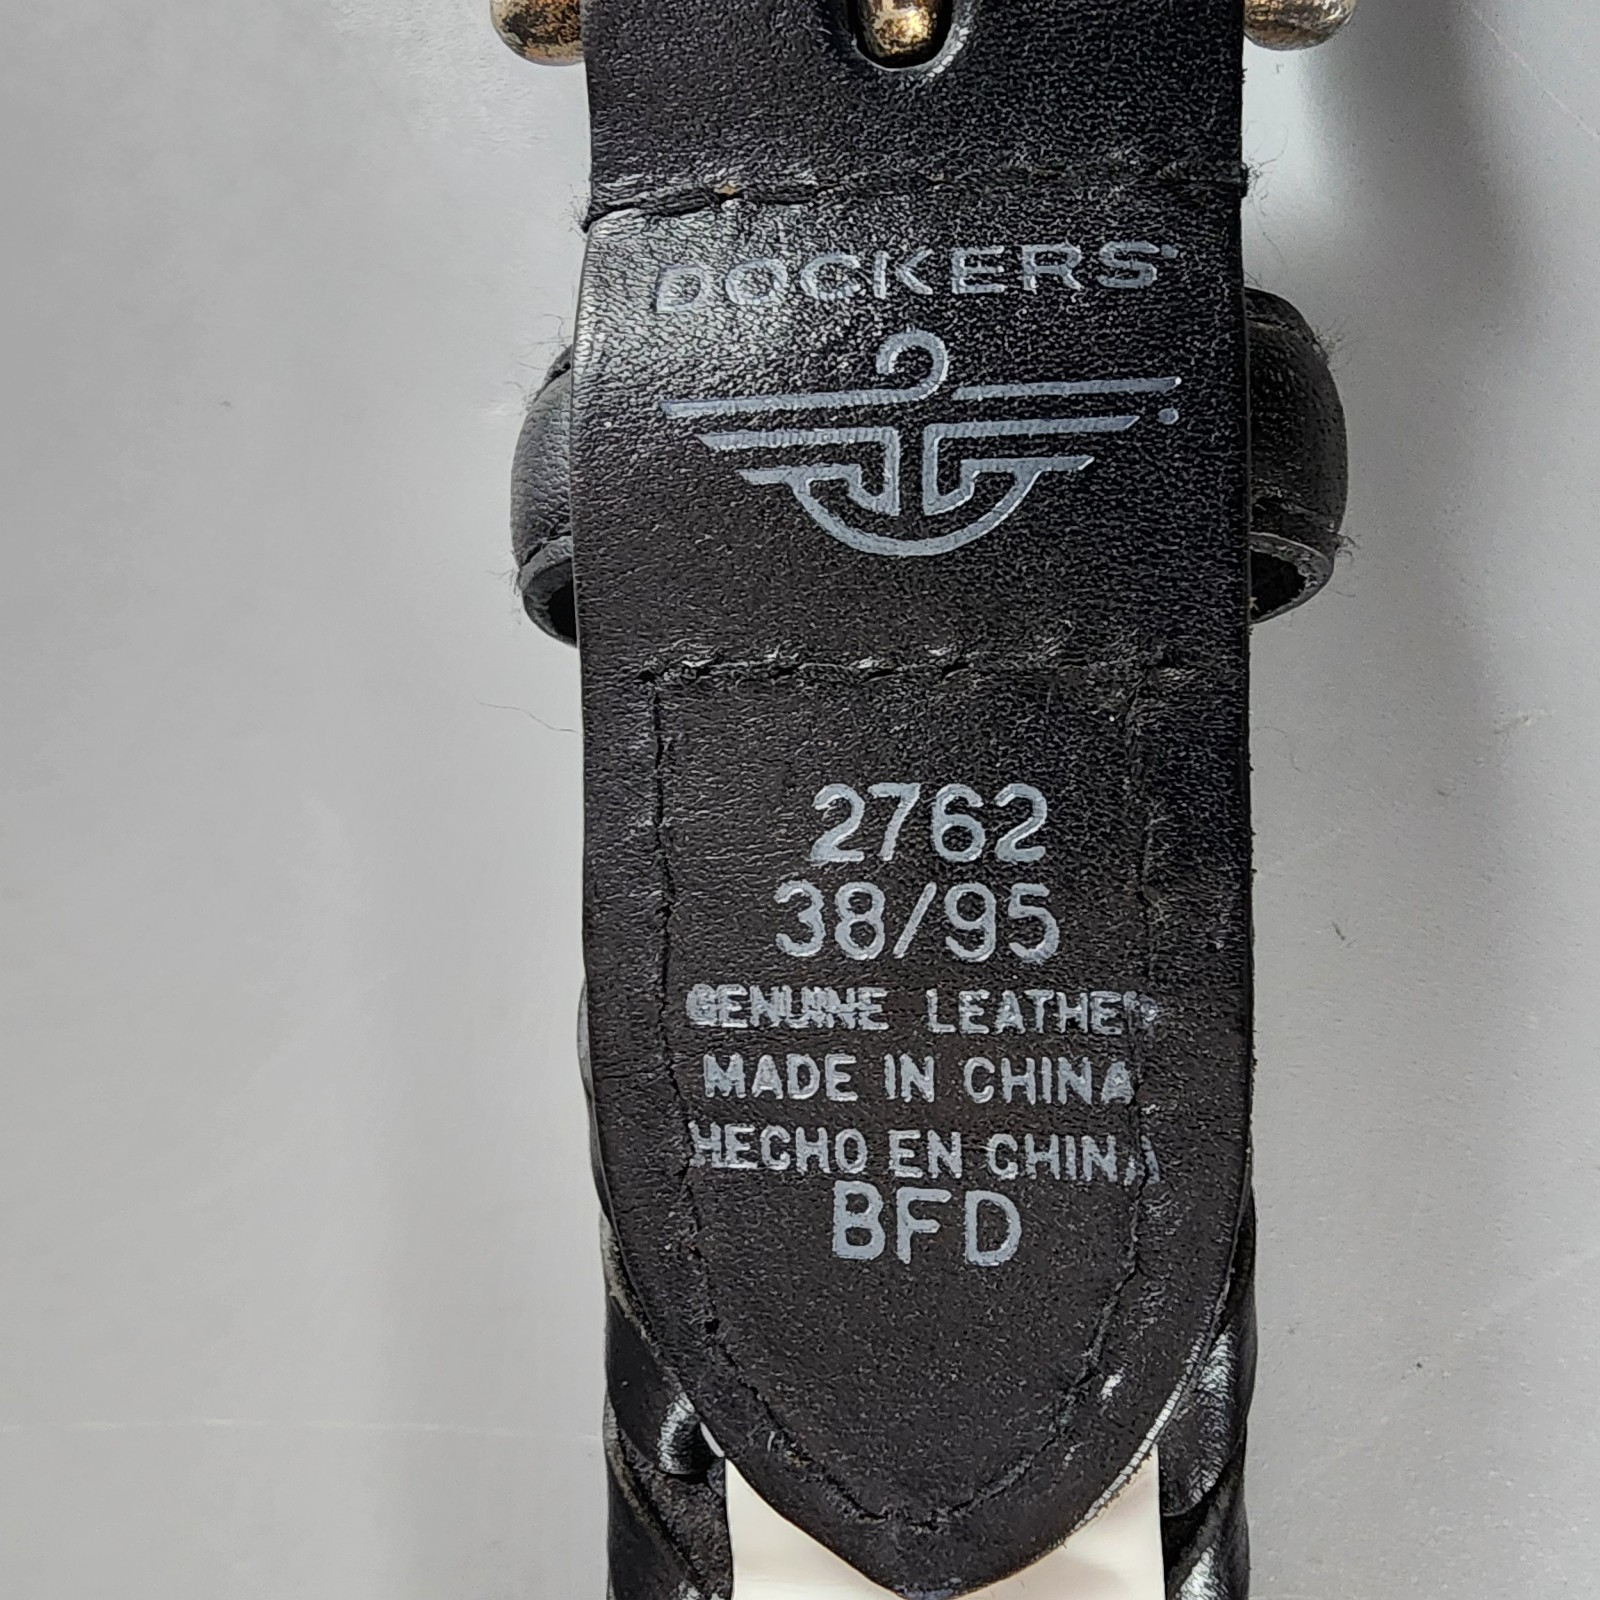 DOCKERS
2762
38/95
GENUINE LEATHER
MADE IN CHINA
HECHO EN CHINA
BFD